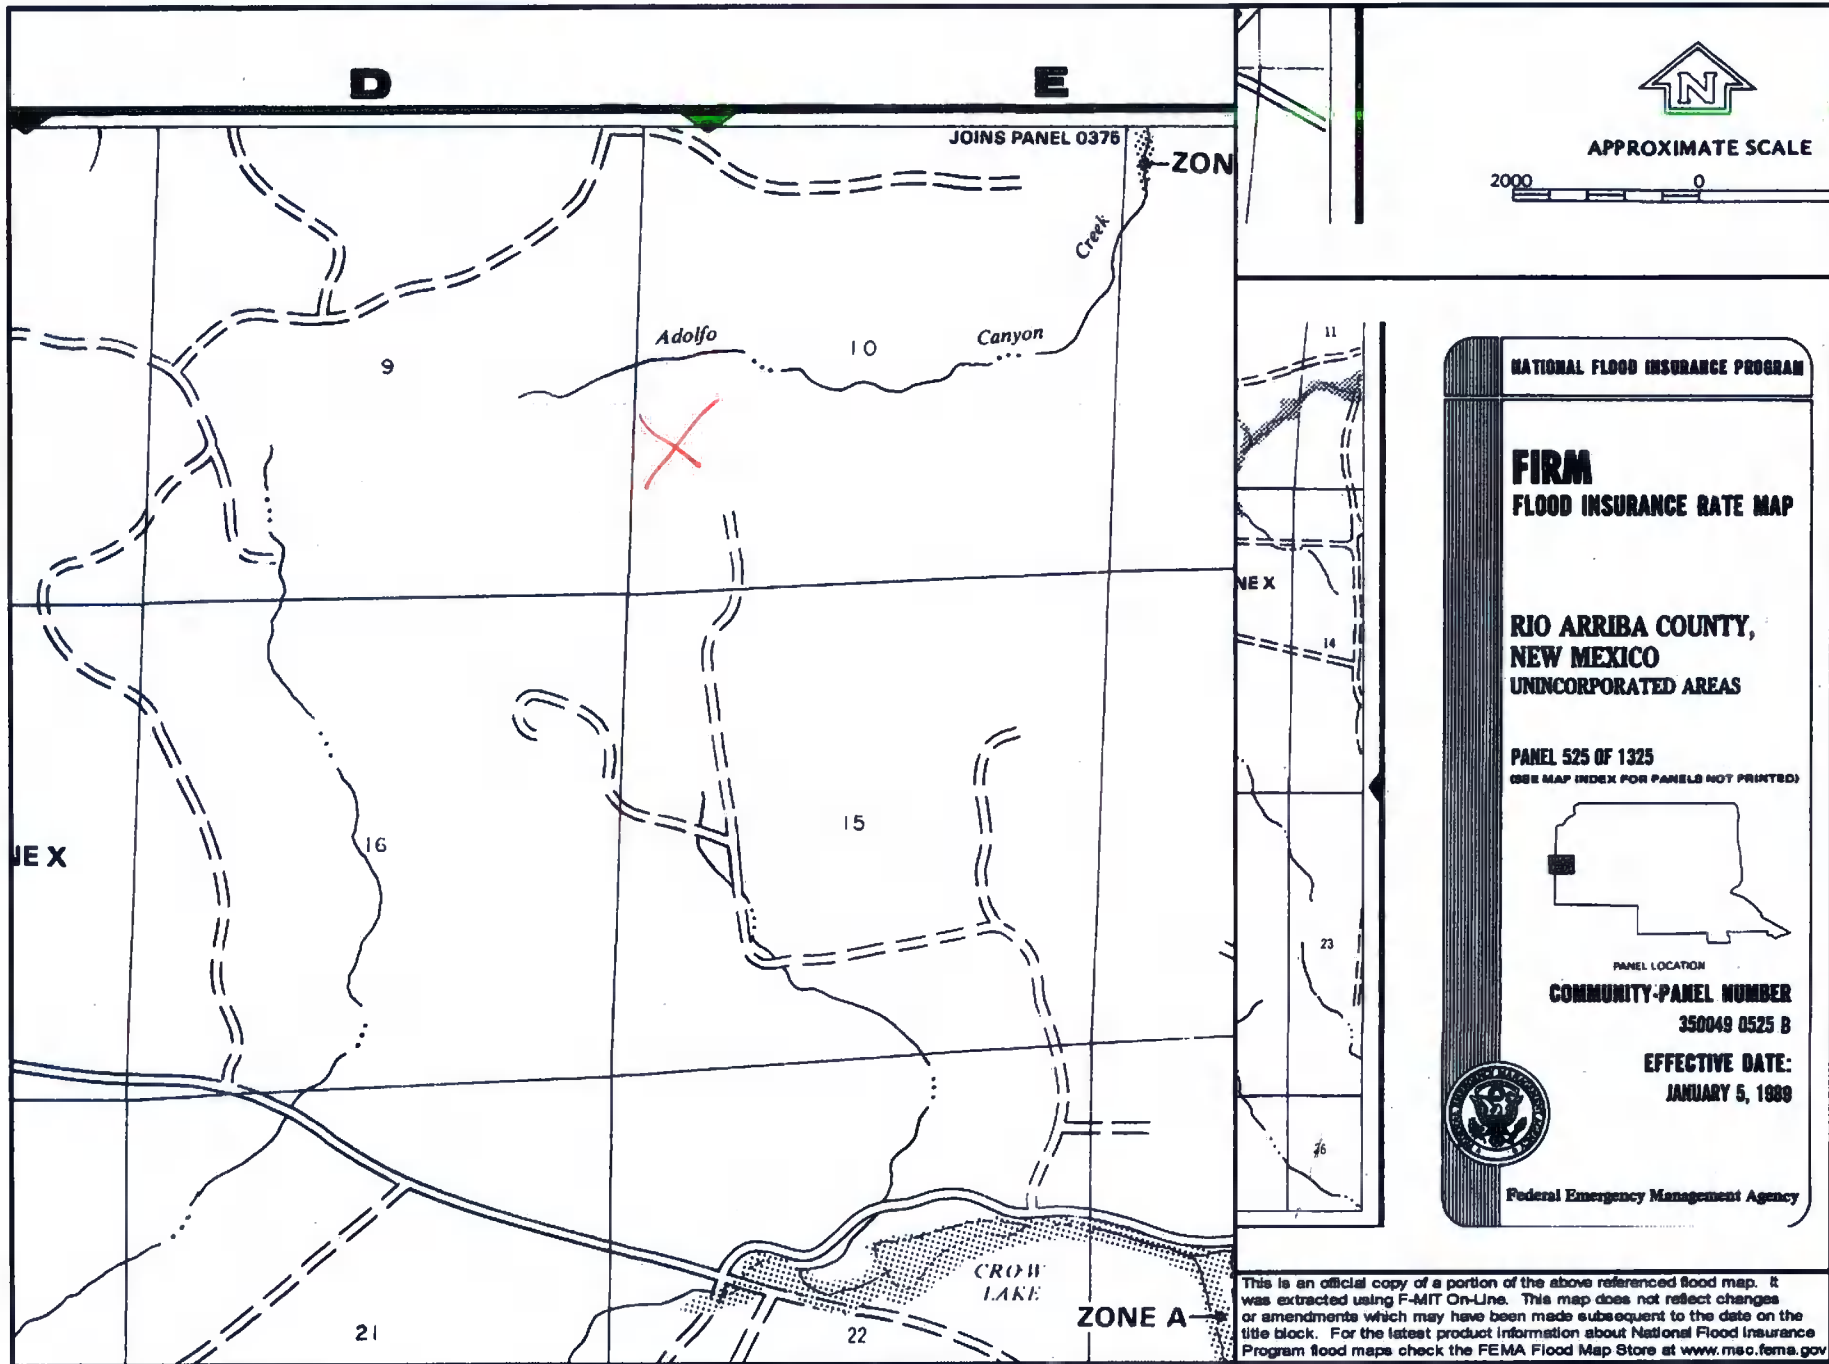 D
E
JOINS PANEL 0375
ZON
Creek
Adolfo
Canyon
10
9
16
15
NE X
CROW
LAKE
ZONE A
21
22
N
APPROXIMATE SCALE
2000
0
11
NE X
14
23
26
NATIONAL FLOOD INSURANCE PROGRAM
FIRM
FLOOD INSURANCE RATE MAP
RIO ARRIBA COUNTY,
NEW MEXICO
UNINCORPORATED AREAS
PANEL 525 OF 1325
(SEE MAP INDEX FOR PANELS NOT PRINTED)
PANEL LOCATION
COMMUNITY-PANEL NUMBER
350049 0525 B
EFFECTIVE DATE:
JANUARY 5, 1989
Federal Emergency Management Agency
This is an official copy of a portion of the above referenced flood map. It
was extracted using F-MIT On-Line. This map does not reflect changes
or amendments which may have been made subsequent to the date on the
title block. For the latest product information about National Flood Insurance
Program flood maps check the FEMA Flood Map Store at www.msc.fema.gov